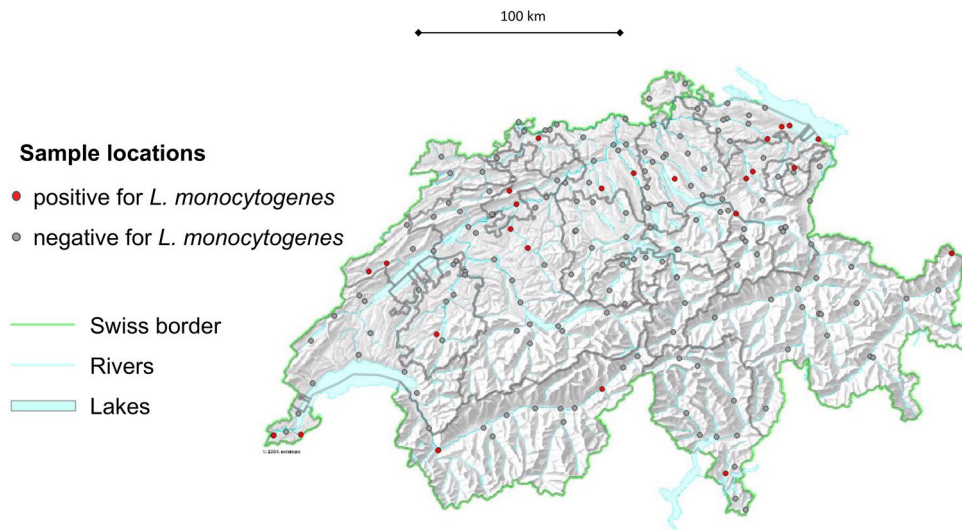 100 km
Sample locations
positive for L. monocytogenes
negative for L. monocytogenes
Swiss border
Rivers
Lakes